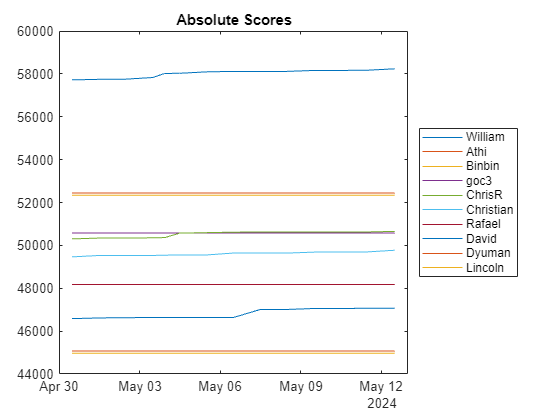 Absolute Scores
60000
58000
56000
54000
52000
50000
48000
46000
44000
Apr 30
May 03
May 06
May 09
May 12
2024
William
Athi
Binbin
goc3
ChrisR
Christian
Rafael
David
Dyuman
Lincoln